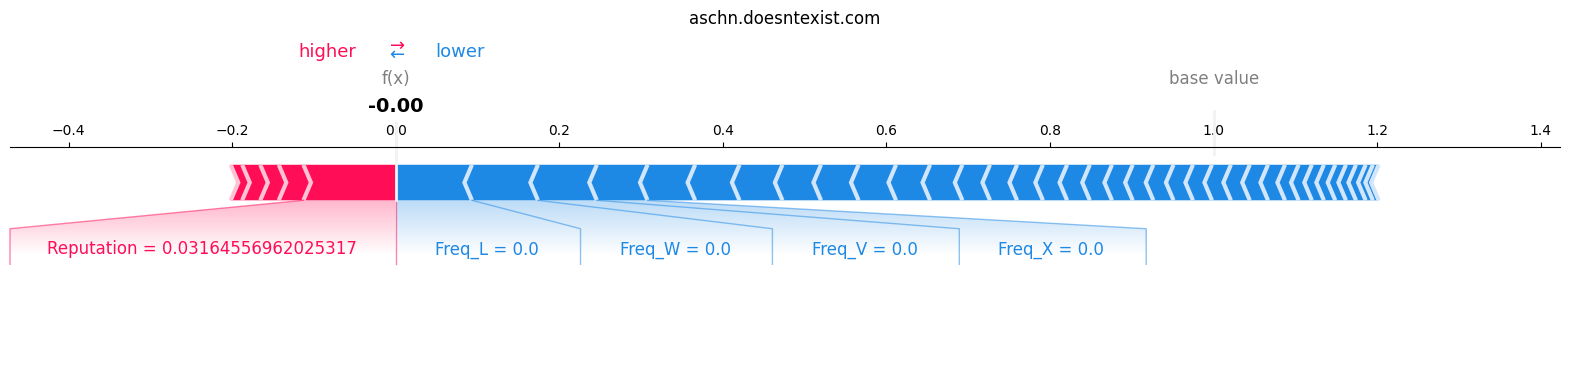 aschn.doesntexist.com
higher ⇄ lower
f(x) base value
-0.00
−0.4 −0.2 0.0 0.2 0.4 0.6 0.8 1.0 1.2 1.4
Reputation = 0.03164556962025317 Freq_L = 0.0 Freq_W = 0.0 Freq_V = 0.0 Freq_X = 0.0